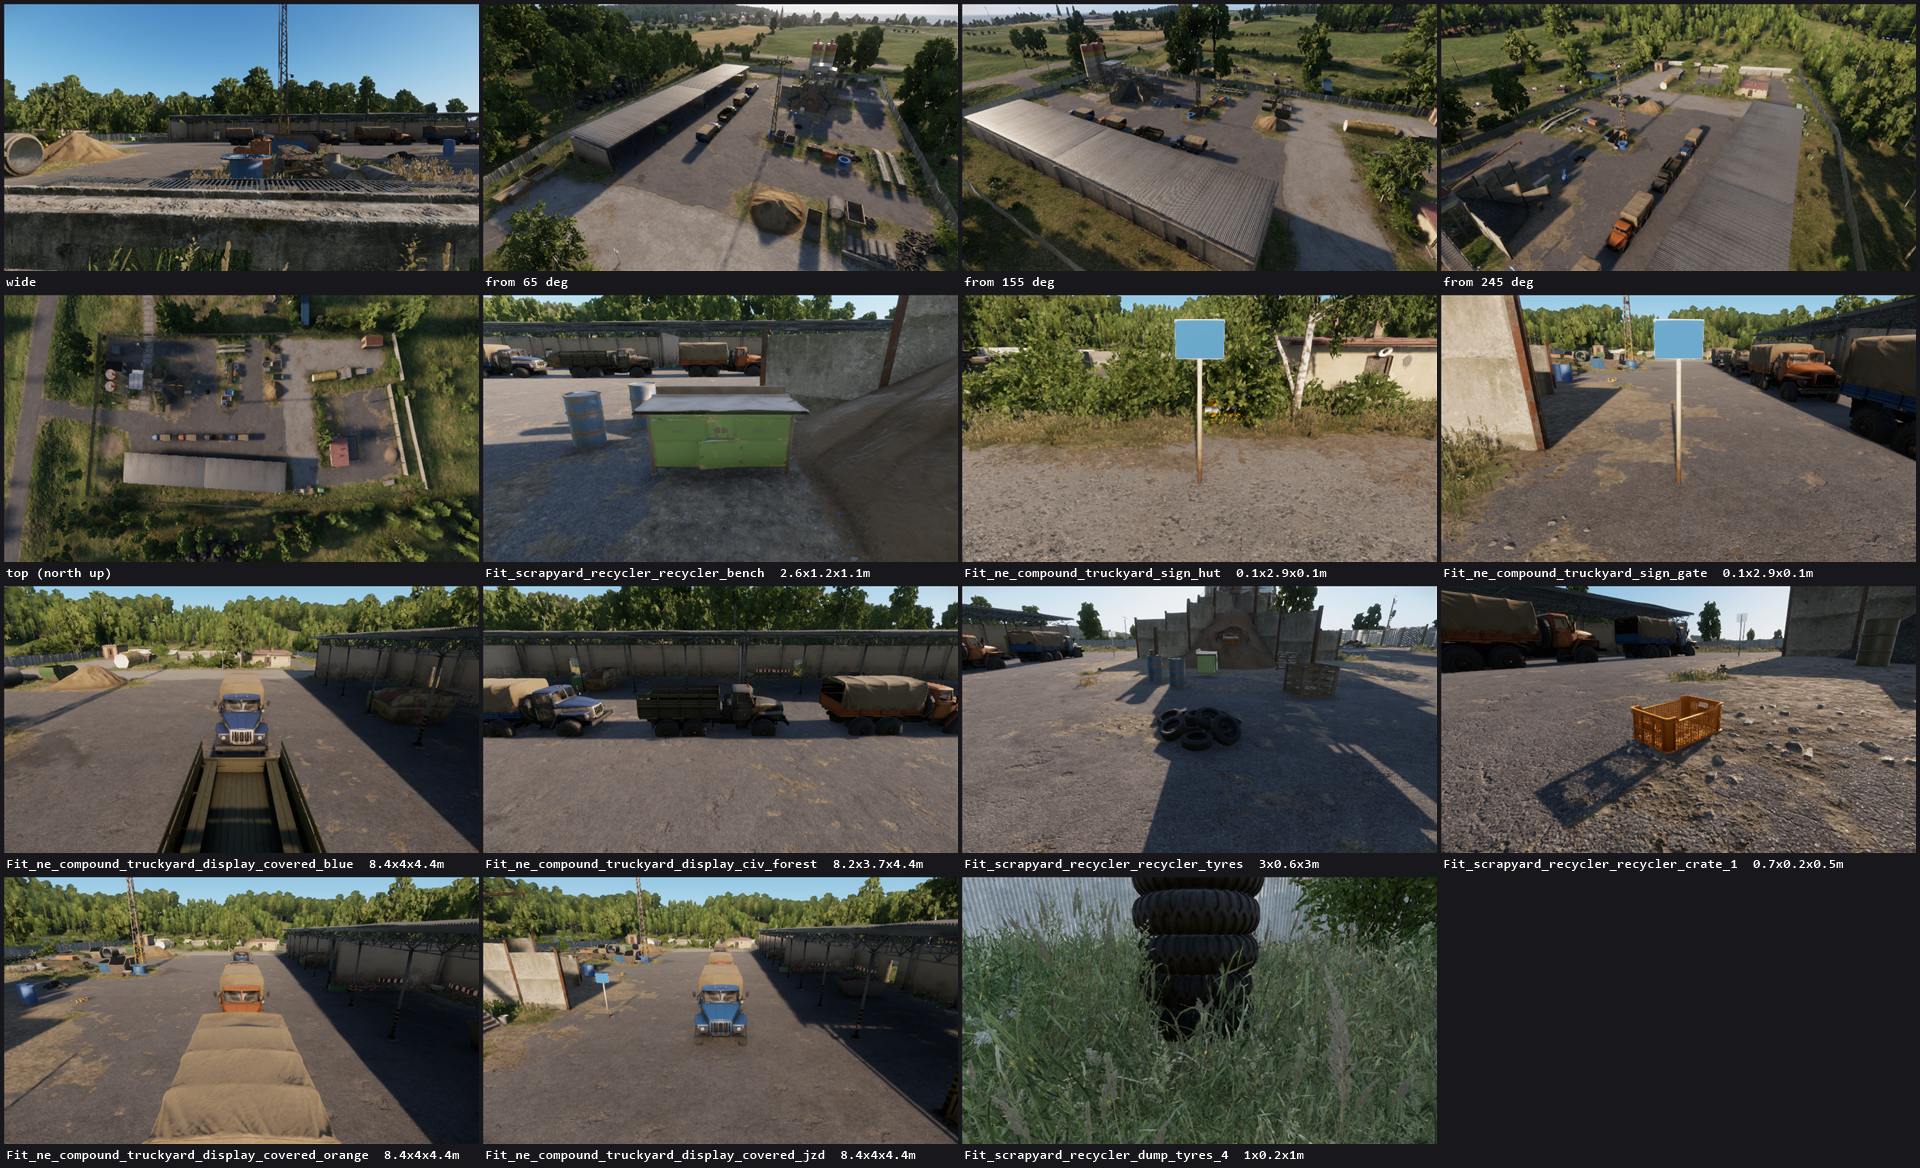 wide
from 65 deg
from 155 deg
from 245 deg
top (north up)
Fit_scrapyard_recycler_recycler_bench  2.6x1.2x1.1m
Fit_ne_compound_truckyard_sign_hut  0.1x2.9x0.1m
Fit_ne_compound_truckyard_sign_gate  0.1x2.9x0.1m
Fit_ne_compound_truckyard_display_covered_blue  8.4x4x4.4m
Fit_ne_compound_truckyard_display_civ_forest  8.2x3.7x4.4m
Fit_scrapyard_recycler_recycler_tyres  3x0.6x3m
Fit_scrapyard_recycler_recycler_crate_1  0.7x0.2x0.5m
Fit_ne_compound_truckyard_display_covered_orange  8.4x4x4.4m
Fit_ne_compound_truckyard_display_covered_jzd  8.4x4x4.4m
Fit_scrapyard_recycler_dump_tyres_4  1x0.2x1m